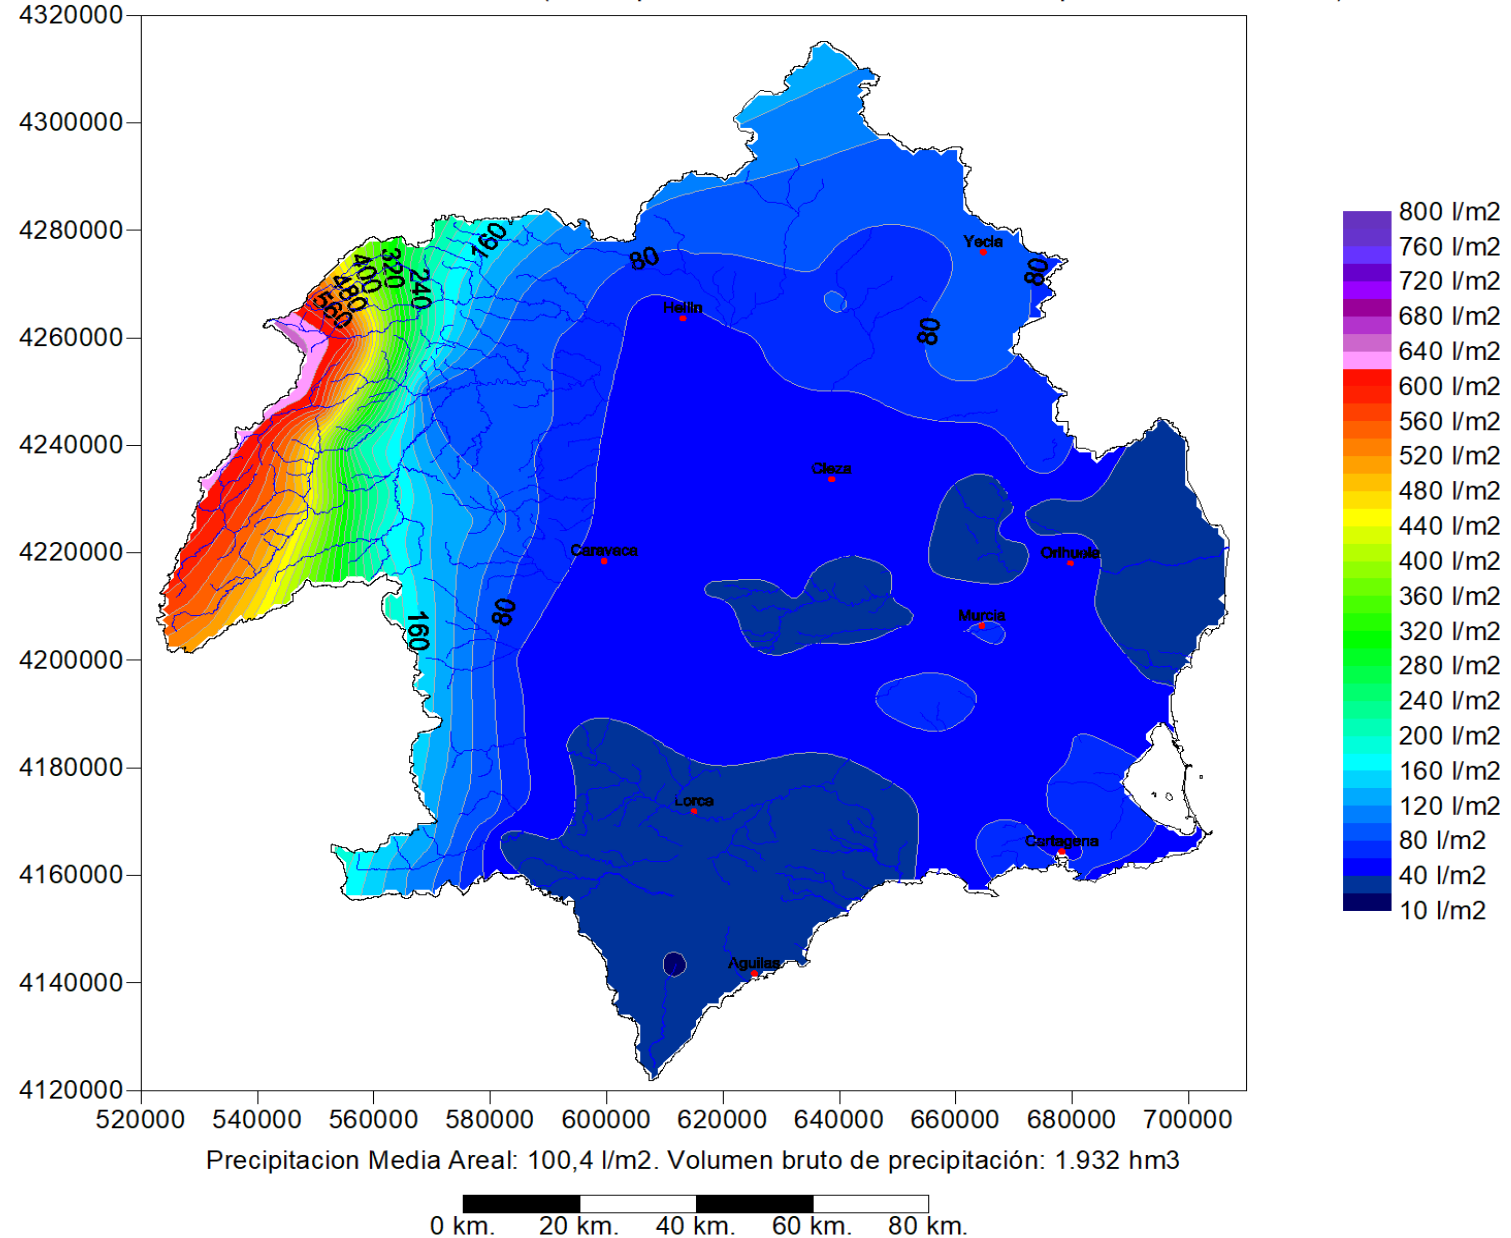 4320000
4300000
4280000
4260000
4240000
4220000
4200000
4180000
4160000
4140000
4120000
520000 540000 560000 580000 600000 620000 640000 660000 680000 700000
160
80
80
80
320
400
240
480
560
80
160
Yecla
Hellin
Cieza
Caravaca
Orihuela
Murcia
Lorca
Cartagena
Aguilas
800 l/m2
760 l/m2
720 l/m2
680 l/m2
640 l/m2
600 l/m2
560 l/m2
520 l/m2
480 l/m2
440 l/m2
400 l/m2
360 l/m2
320 l/m2
280 l/m2
240 l/m2
200 l/m2
160 l/m2
120 l/m2
80 l/m2
40 l/m2
10 l/m2
Precipitacion Media Areal: 100,4 l/m2. Volumen bruto de precipitación: 1.932 hm3
0 km. 20 km. 40 km. 60 km. 80 km.